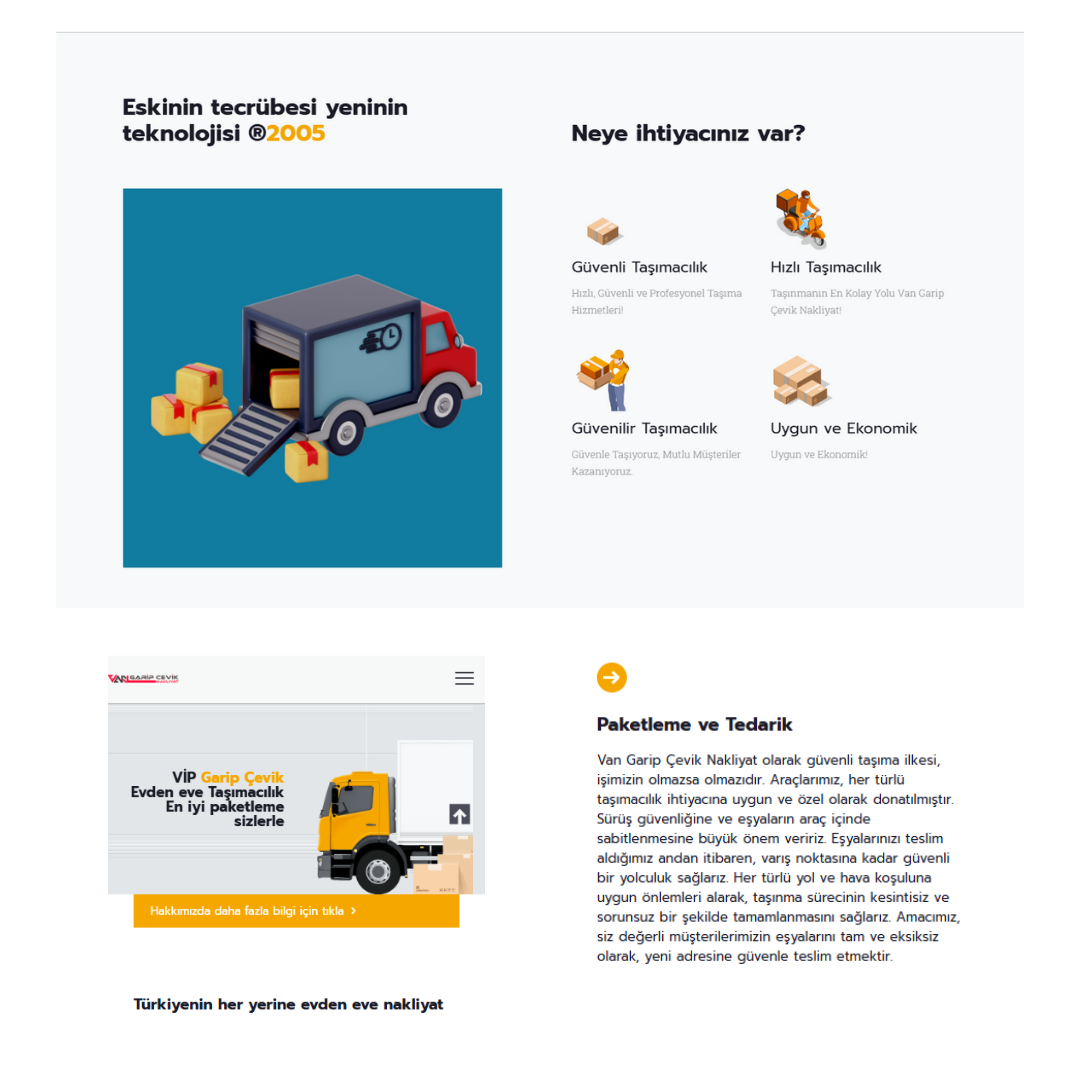 Eskinin tecrübesi yeninin
teknolojisi ®2005
Neye ihtiyacınız var?
Güvenli Taşımacılık
Hızlı, Güvenli ve Profesyonel Taşıma
Hizmetleri!
Hızlı Taşımacılık
Taşınmanın En Kolay Yolu Van Garip
Çevik Nakliyat!
Güvenilir Taşımacılık
Güvenle Taşıyoruz, Mutlu Müşteriler
Kazanıyoruz.
Uygun ve Ekonomik
Uygun ve Ekonomik!
VAN GARİP ÇEVİK
VİP Garip Çevik
Evden eve Taşımacılık
En iyi paketleme
sizlerle
Hakkımızda daha fazla bilgi için tıkla >
Türkiyenin her yerine evden eve nakliyat
Paketleme ve Tedarik
Van Garip Çevik Nakliyat olarak güvenli taşıma ilkesi,
işimizin olmazsa olmazıdır. Araçlarımız, her türlü
taşımacılık ihtiyacına uygun ve özel olarak donatılmıştır.
Sürüş güvenliğine ve eşyaların araç içinde
sabitlenmesine büyük önem veririz. Eşyalarınızı teslim
aldığımız andan itibaren, varış noktasına kadar güvenli
bir yolculuk sağlarız. Her türlü yol ve hava koşuluna
uygun önlemleri alarak, taşınma sürecinin kesintisiz ve
sorunsuz bir şekilde tamamlanmasını sağlarız. Amacımız,
siz değerli müşterilerimizin eşyalarını tam ve eksiksiz
olarak, yeni adresine güvenle teslim etmektir.